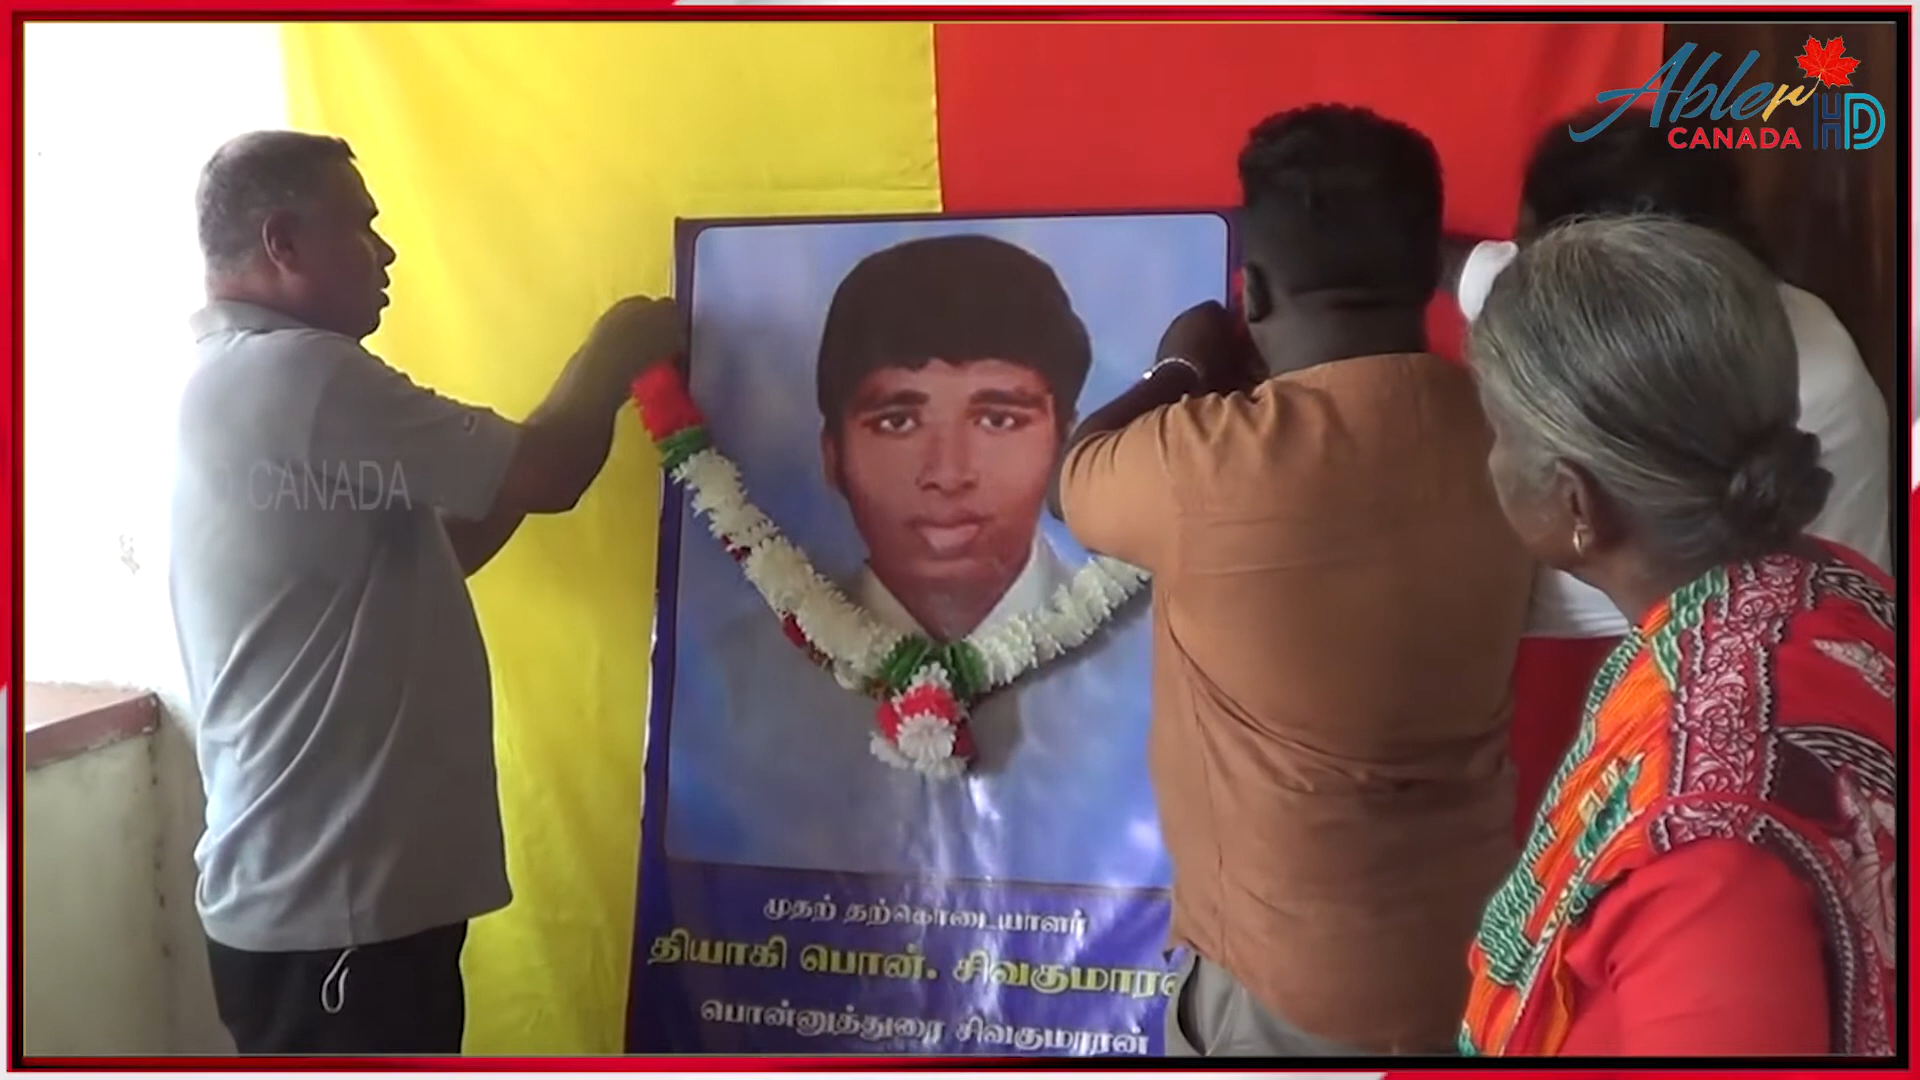 Abler
CANADA HD
D CANADA
முதற் தற்கொடையாளர்
தியாகி பொன். சிவகுமாரன்
பொன்னுத்துரை சிவகுமாரன்